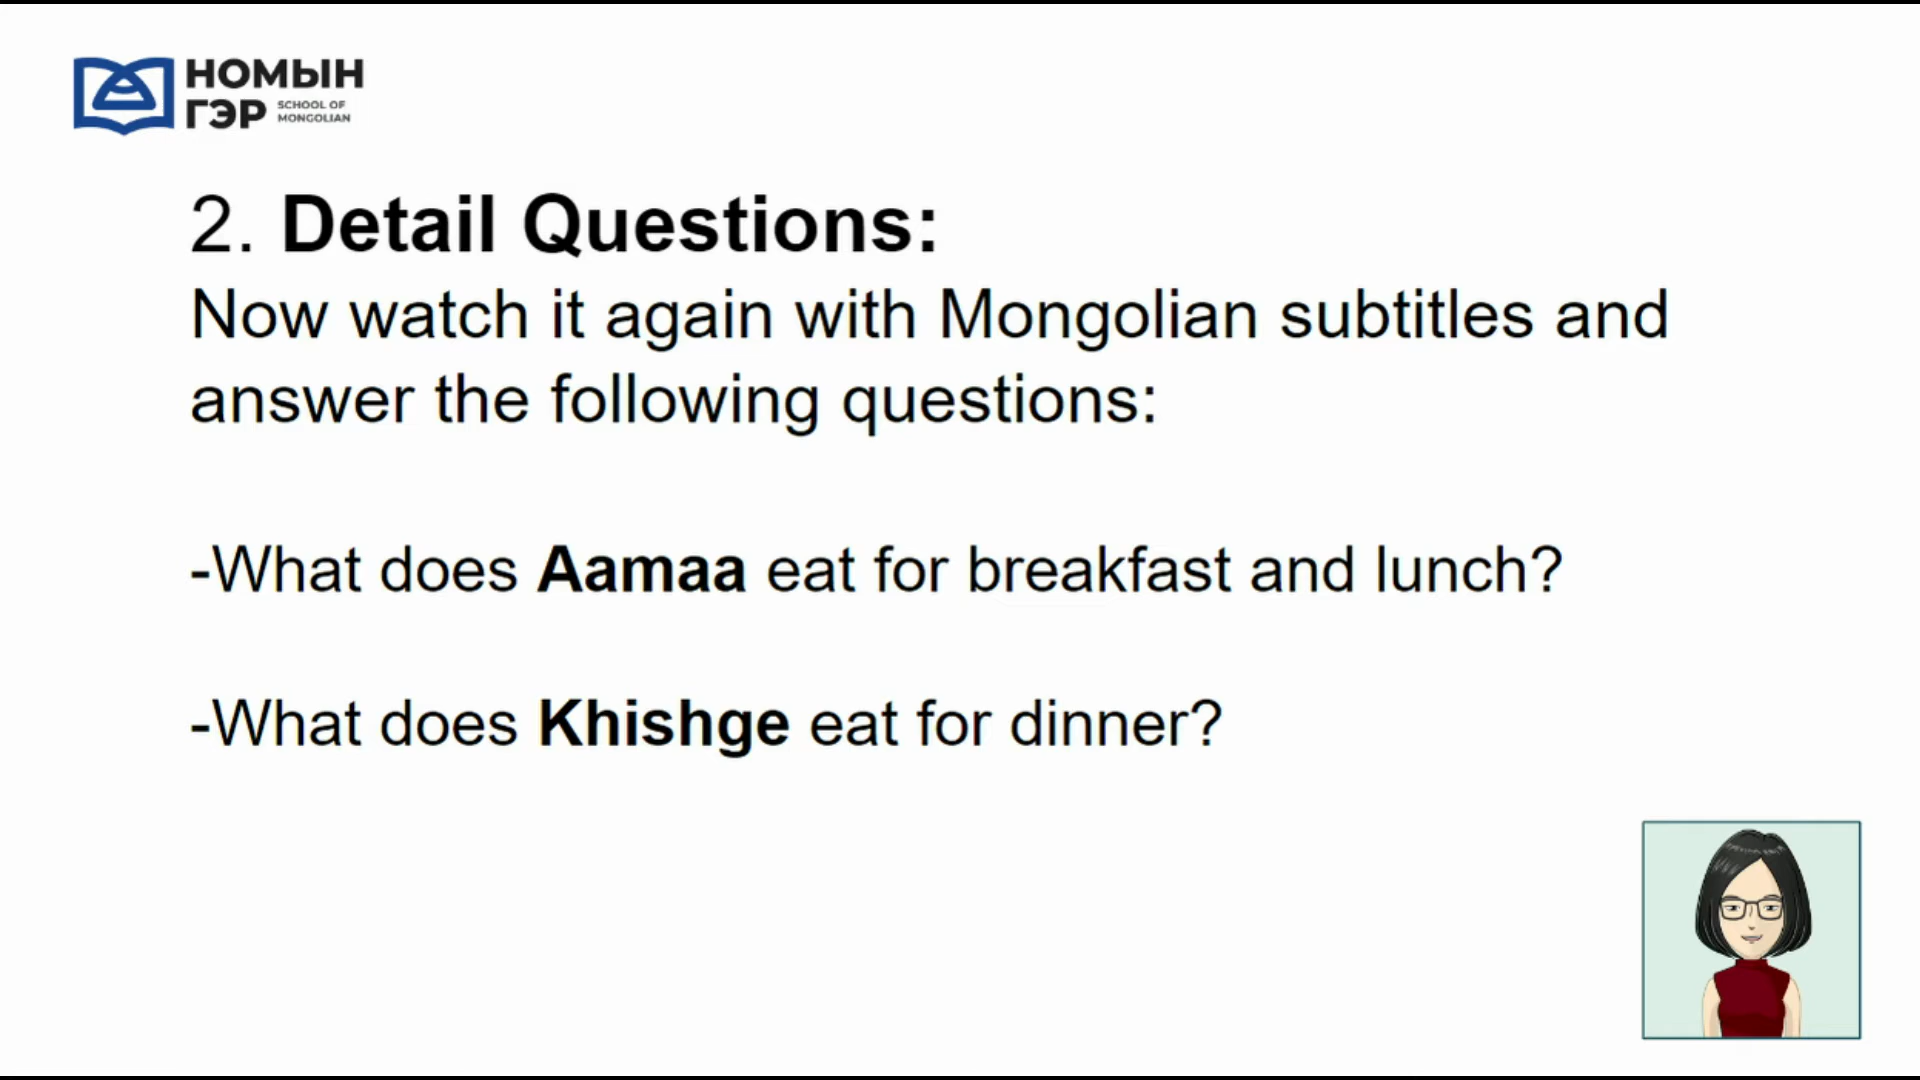 НОМЫН
ГЭР SCHOOL OF
MONGOLIAN
2. Detail Questions:
Now watch it again with Mongolian subtitles and
answer the following questions:
-What does Aamaa eat for breakfast and lunch?
-What does Khishge eat for dinner?